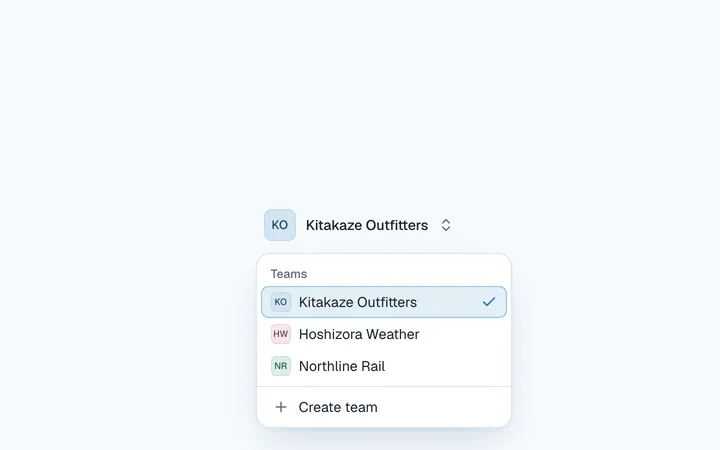 KO Kitakaze Outfitters
Teams
KO Kitakaze Outfitters
HW Hoshizora Weather
NR Northline Rail
Create team